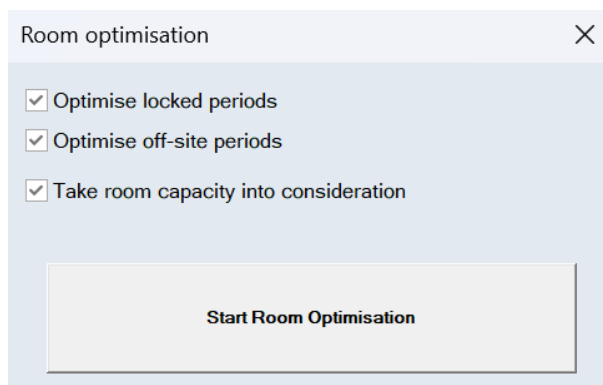 Room optimisation
Optimise locked periods
Optimise off-site periods
Take room capacity into consideration
Start Room Optimisation